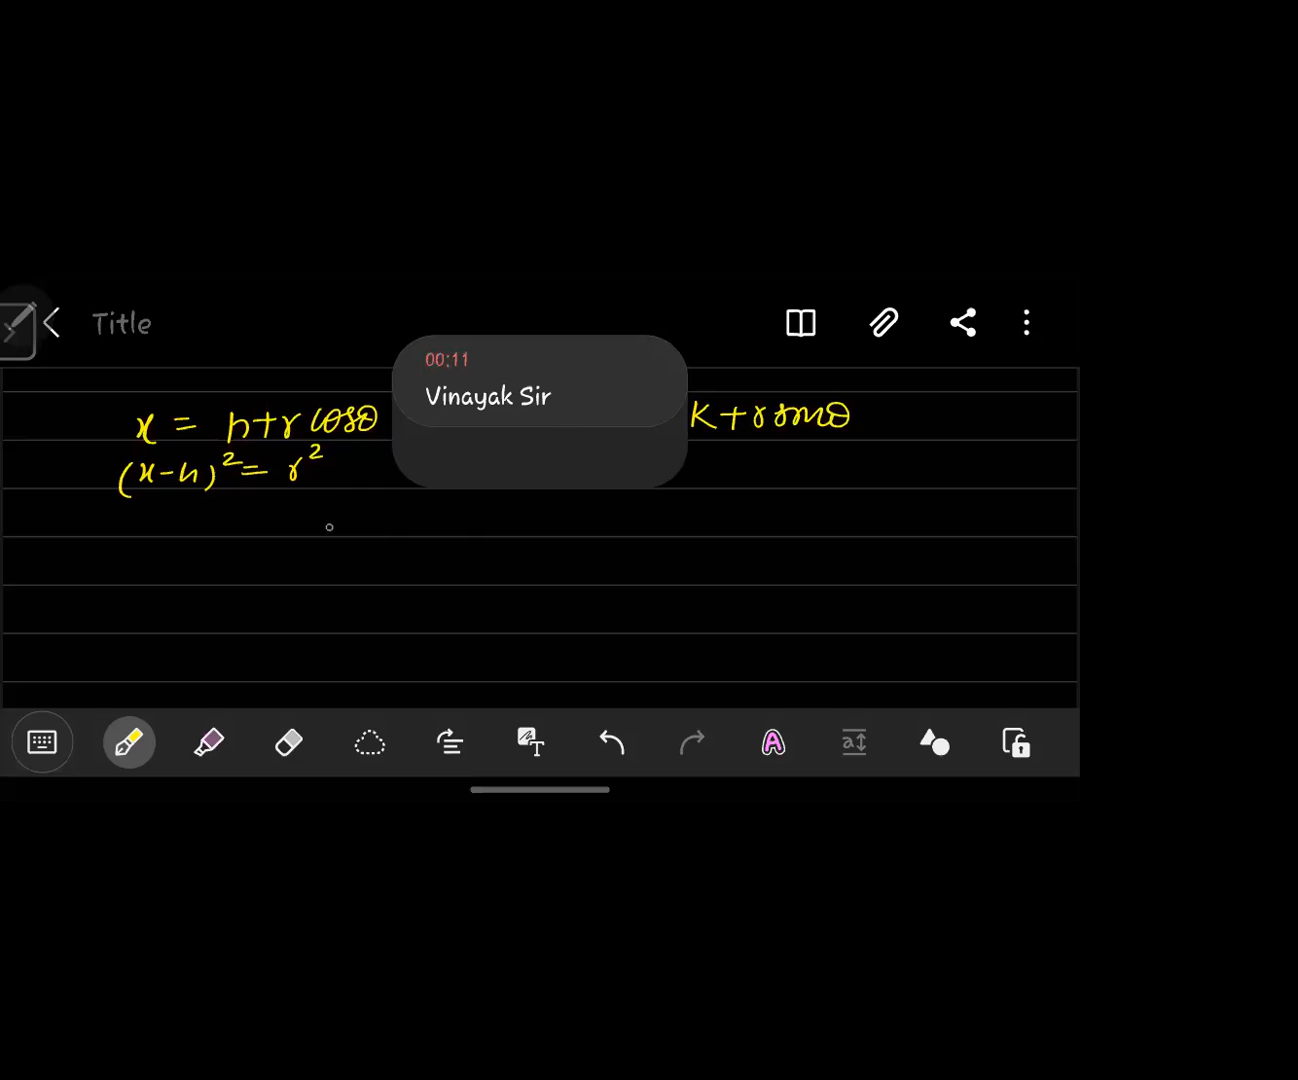 Title
00:11
Vinayak Sir
x = h+r cosθ K+r sinθ
(x-h)² = r²
T
A
a